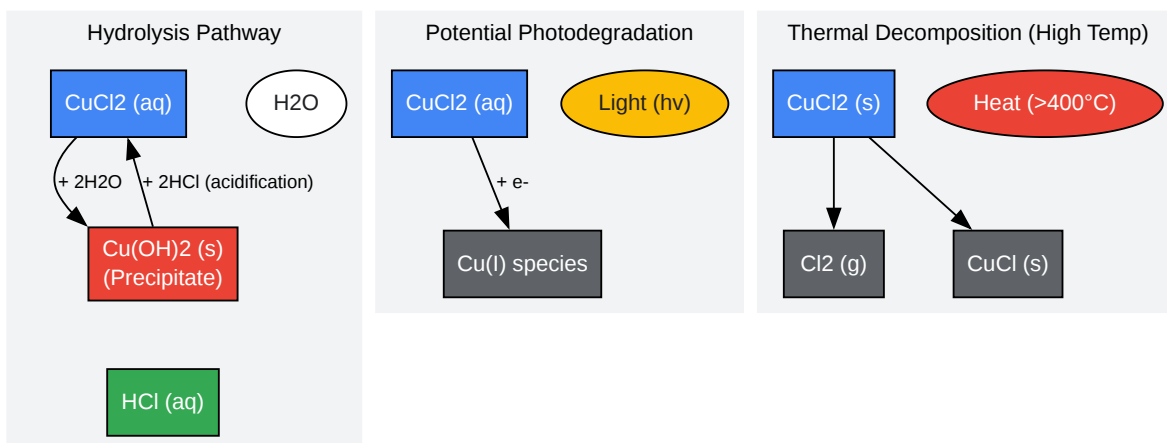 Hydrolysis Pathway
CuCl2 (aq)
H2O
+ 2H2O
+ 2HCl (acidification)
Cu(OH)2 (s)
(Precipitate)
HCl (aq)
Potential Photodegradation
CuCl2 (aq)
Light (hv)
+ e-
Cu(I) species
Thermal Decomposition (High Temp)
CuCl2 (s)
Heat (>400°C)
Cl2 (g)
CuCl (s)